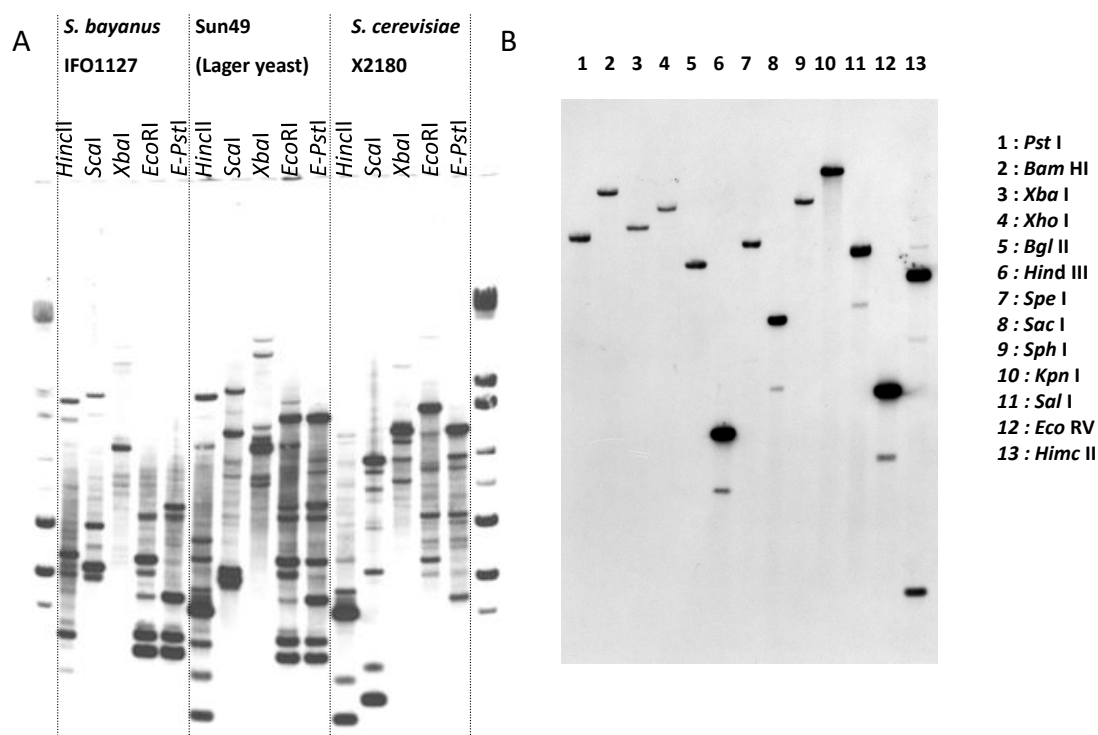 A
S. bayanus
IFO1127
Sun49
(Lager yeast)
S. cerevisiae
X2180
HincII
ScaI
XbaI
EcoRI
E-PstI
HincII
ScaI
XbaI
EcoRI
E-PstI
HincII
ScaI
XbaI
EcoRI
E-PstI
B
1 2 3 4 5 6 7 8 9 10 11 12 13
1 : Pst I
2 : Bam HI
3 : Xba I
4 : Xho I
5 : Bgl II
6 : Hind III
7 : Spe I
8 : Sac I
9 : Sph I
10 : Kpn I
11 : Sal I
12 : Eco RV
13 : Himc II